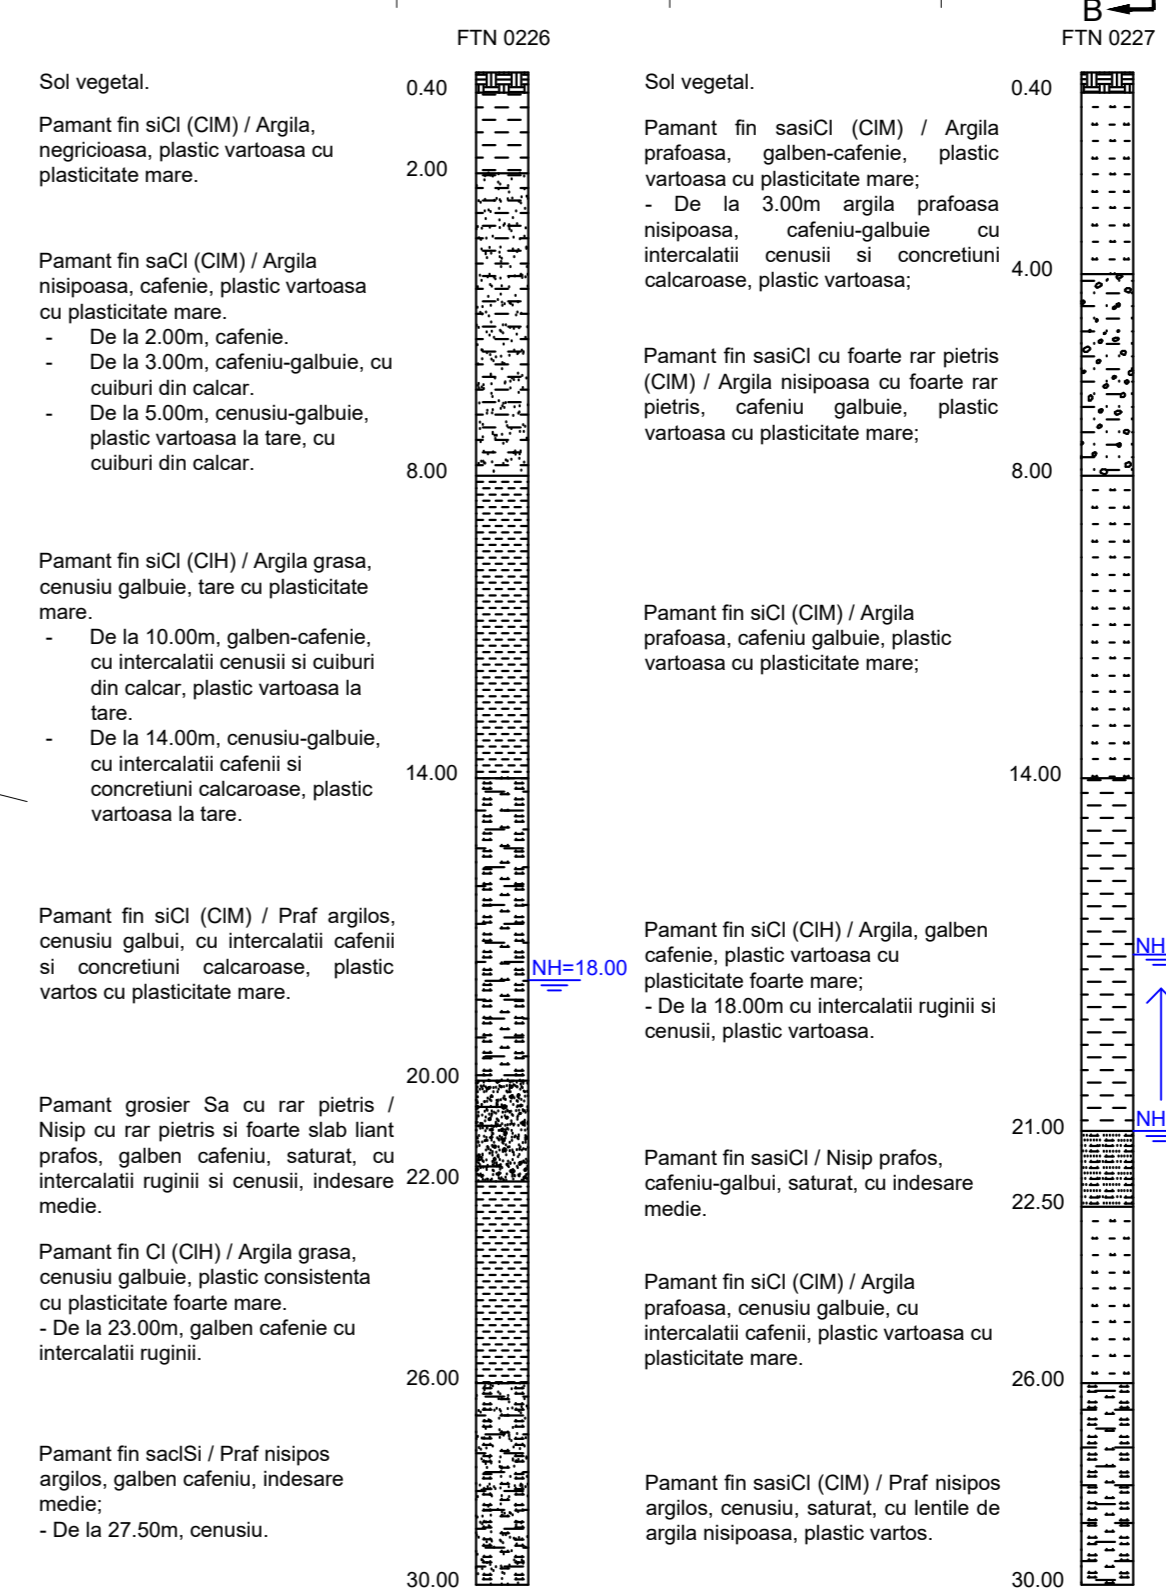 B
FTN 0226
Sol vegetal.
0.40
Pamant fin siCl (ClM) / Argila,
negricioasa, plastic vartoasa cu
plasticitate mare.
2.00
Pamant fin saCl (ClM) / Argila
nisipoasa, cafenie, plastic vartoasa
cu plasticitate mare.
- De la 2.00m, cafenie.
- De la 3.00m, cafeniu-galbuie, cu
cuiburi din calcar.
- De la 5.00m, cenusiu-galbuie,
plastic vartoasa la tare, cu
cuiburi din calcar.
8.00
Pamant fin siCl (ClH) / Argila grasa,
cenusiu galbuie, tare cu plasticitate
mare.
- De la 10.00m, galben-cafenie,
cu intercalatii cenusii si cuiburi
din calcar, plastic vartoasa la
tare.
- De la 14.00m, cenusiu-galbuie,
cu intercalatii cafenii si
concretiuni calcaroase, plastic
vartoasa la tare.
14.00
Pamant fin siCl (ClM) / Praf argilos,
cenusiu galbui, cu intercalatii cafenii
si concretiuni calcaroase, plastic
vartos cu plasticitate mare.
NH=18.00
20.00
Pamant grosier Sa cu rar pietris /
Nisip cu rar pietris si foarte slab liant
prafos, galben cafeniu, saturat, cu
intercalatii ruginii si cenusii, indesare
medie.
22.00
Pamant fin Cl (ClH) / Argila grasa,
cenusiu galbuie, plastic consistenta
cu plasticitate foarte mare.
- De la 23.00m, galben cafenie cu
intercalatii ruginii.
26.00
Pamant fin saclSi / Praf nisipos
argilos, galben cafeniu, indesare
medie;
- De la 27.50m, cenusiu.
30.00
FTN 0227
Sol vegetal.
0.40
Pamant fin sasiCl (ClM) / Argila
prafoasa, galben-cafenie, plastic
vartoasa cu plasticitate mare;
- De la 3.00m argila prafoasa
nisipoasa, cafeniu-galbuie cu
intercalatii cenusii si concretiuni
calcaroase, plastic vartoasa;
4.00
Pamant fin sasiCl cu foarte rar pietris
(ClM) / Argila nisipoasa cu foarte rar
pietris, cafeniu galbuie, plastic
vartoasa cu plasticitate mare;
8.00
Pamant fin siCl (ClM) / Argila
prafoasa, cafeniu galbuie, plastic
vartoasa cu plasticitate mare;
14.00
Pamant fin siCl (ClH) / Argila, galben
cafenie, plastic vartoasa cu
plasticitate foarte mare;
- De la 18.00m cu intercalatii ruginii si
cenusii, plastic vartoasa.
NH
NH
21.00
Pamant fin sasiCl / Nisip prafos,
cafeniu-galbui, saturat, cu indesare
medie.
22.50
Pamant fin siCl (ClM) / Argila
prafoasa, cenusiu galbuie, cu
intercalatii cafenii, plastic vartoasa cu
plasticitate mare.
26.00
Pamant fin sasiCl (ClM) / Praf nisipos
argilos, cenusiu, saturat, cu lentile de
argila nisipoasa, plastic vartos.
30.00